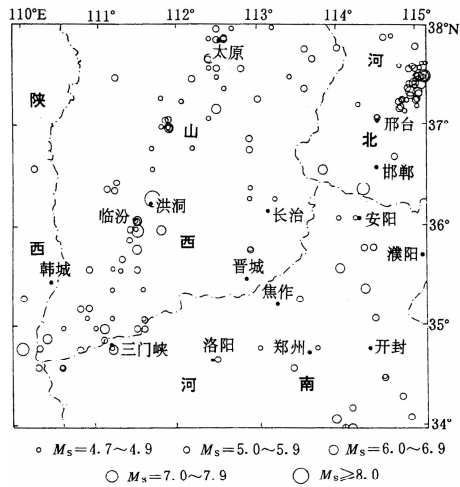 110°E 111° 112° 113° 114° 115°
38°N
太原
河
陕
邢台
37°
山
北
邯郸
洪洞
临汾
长治
安阳
36°
西
西
濮阳
韩城
晋城
焦作
35°
三门峡
洛阳
郑州
开封
河
南
34°
Ms=4.7~4.9 Ms=5.0~5.9 Ms=6.0~6.9
Ms=7.0~7.9 Ms≥8.0